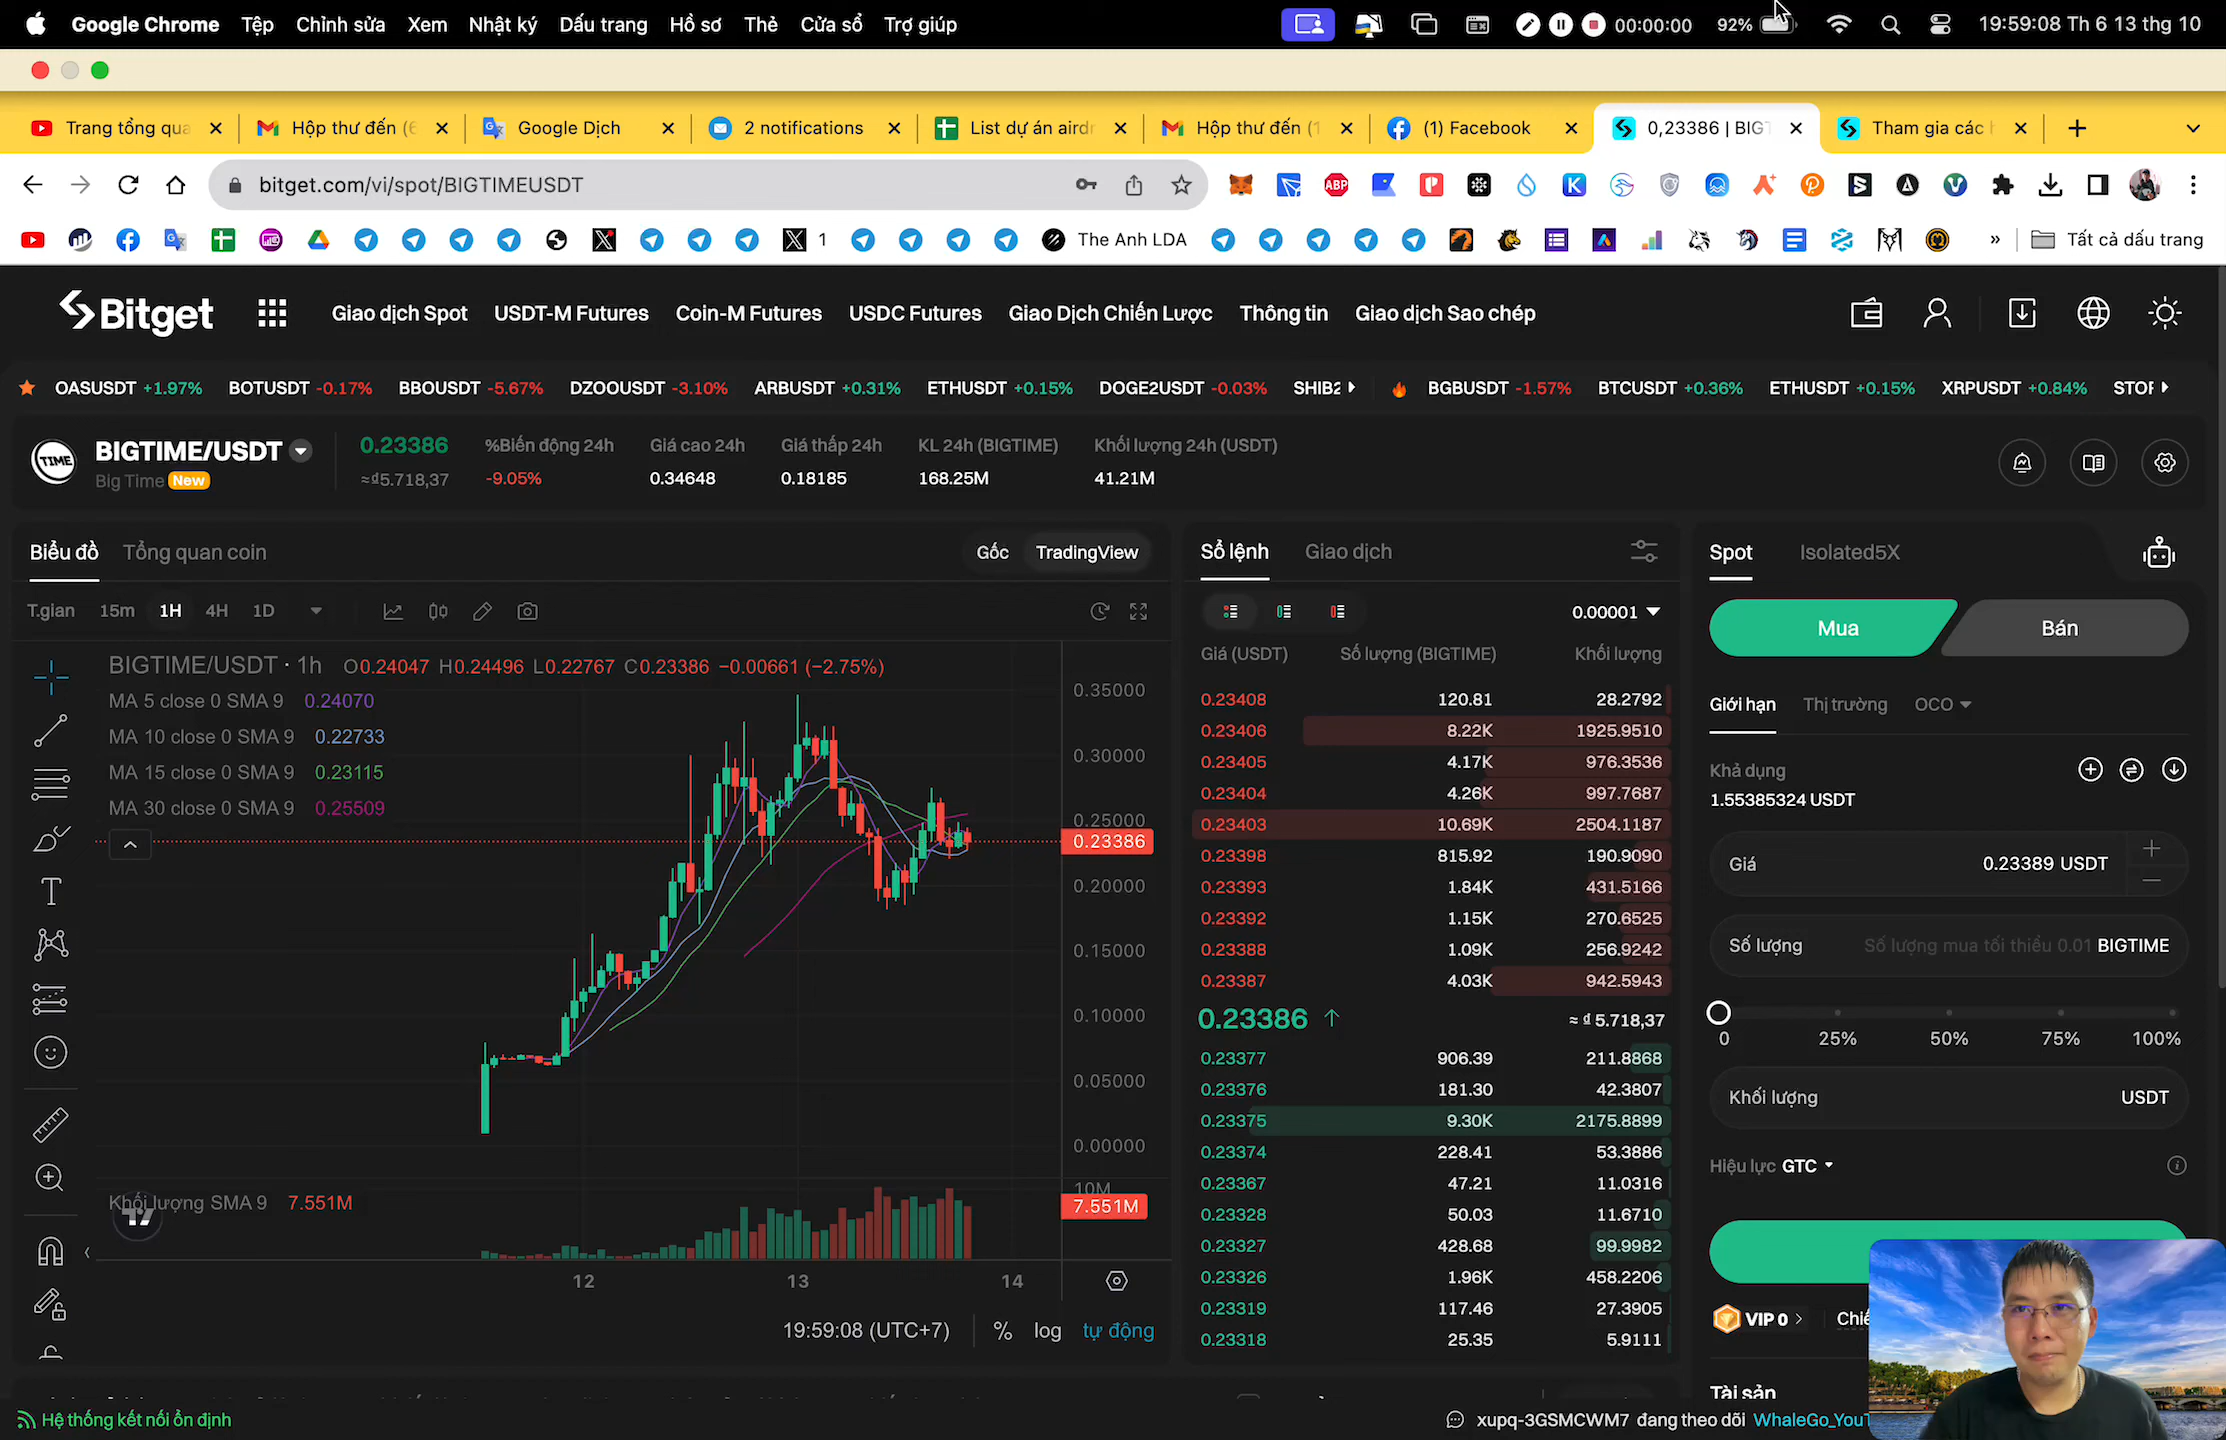 Google Chrome Tệp Chỉnh sửa Xem Nhật ký Dấu trang Hồ sơ Thẻ Cửa sổ Trợ giúp 00:00:00 92% 19:59:08 Th 6 13 thg 10
Trang tổng qua Hộp thư đến (6 Google Dịch 2 notifications List dự án airdr Hộp thư đến (1 (1) Facebook 0,23386 | BIGT Tham gia các h
bitget.com/vi/spot/BIGTIMEUSDT ABP
1 The Anh LDA » Tất cả dấu trang
Bitget Giao dịch Spot USDT-M Futures Coin-M Futures USDC Futures Giao Dịch Chiến Lược Thông tin Giao dịch Sao chép
OASUSDT +1.97% BOTUSDT -0.17% BBOUSDT -5.67% DZOOUSDT -3.10% ARBUSDT +0.31% ETHUSDT +0.15% DOGE2USDT -0.03% SHIB2 BGBUSDT -1.57% BTCUSDT +0.36% ETHUSDT +0.15% XRPUSDT +0.84% STOF
TIME BIGTIME/USDT 0.23386 %Biến động 24h Giá cao 24h Giá thấp 24h KL 24h (BIGTIME) Khối lượng 24h (USDT)
Big Time New ≈₫5.718,37 -9.05% 0.34648 0.18185 168.25M 41.21M
Biểu đồ Tổng quan coin Gốc TradingView
T.gian 15m 1H 4H 1D
BIGTIME/USDT · 1h O0.24047 H0.24496 L0.22767 C0.23386 −0.00661 (−2.75%)
MA 5 close 0 SMA 9 0.24070
MA 10 close 0 SMA 9 0.22733
MA 15 close 0 SMA 9 0.23115
MA 30 close 0 SMA 9 0.25509
0.35000
0.30000
0.25000
0.23386
0.20000
0.15000
0.10000
0.05000
0.00000
10M
Khối lượng SMA 9 7.551M
7.551M
12 13 14
19:59:08 (UTC+7) % log tự động
Sổ lệnh Giao dịch
0.00001
Giá (USDT) Số lượng (BIGTIME) Khối lượng
0.23408 120.81 28.2792
0.23406 8.22K 1925.9510
0.23405 4.17K 976.3536
0.23404 4.26K 997.7687
0.23403 10.69K 2504.1187
0.23398 815.92 190.9090
0.23393 1.84K 431.5166
0.23392 1.15K 270.6525
0.23388 1.09K 256.9242
0.23387 4.03K 942.5943
0.23386 ↑ ≈ ₫5.718,37
0.23377 906.39 211.8868
0.23376 181.30 42.3807
0.23375 9.30K 2175.8899
0.23374 228.41 53.3886
0.23367 47.21 11.0316
0.23328 50.03 11.6710
0.23327 428.68 99.9982
0.23326 1.96K 458.2206
0.23319 117.46 27.3905
0.23318 25.35 5.9111
Spot Isolated5X
Mua Bán
Giới hạn Thị trường OCO
Khả dụng
1.55385324 USDT
Giá 0.23389 USDT
Số lượng Số lượng mua tối thiểu 0.01 BIGTIME
0 25% 50% 75% 100%
Khối lượng USDT
Hiệu lực GTC
VIP 0 > Chiế
Tài sản
Hệ thống kết nối ổn định
xupq-3GSMCWM7 đang theo dõi WhaleGo_YouT